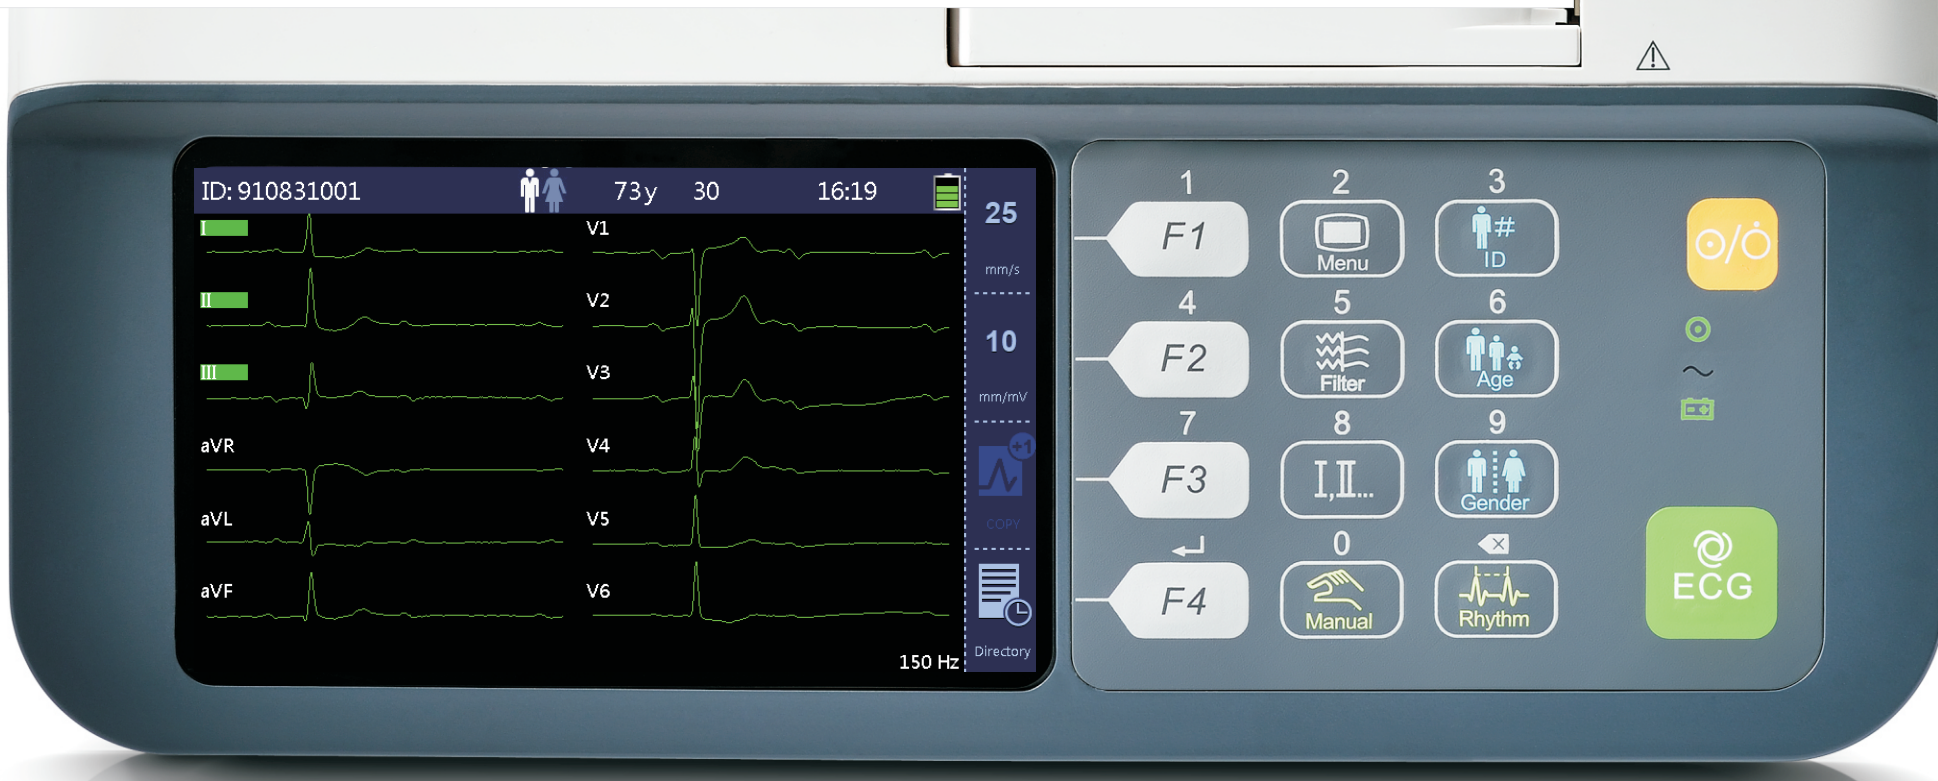 ID: 910831001 73y 30 16:19
I
II
III
aVR
aVL
aVF
V1
V2
V3
V4
V5
V6
150 Hz
25
mm/s
10
mm/mV
+1
COPY
Directory
1 2 3
F1 Menu # ID
4 5 6
F2 Filter Age
7 8 9
F3 I,II... Gender
0
F4 Manual Rhythm
ECG